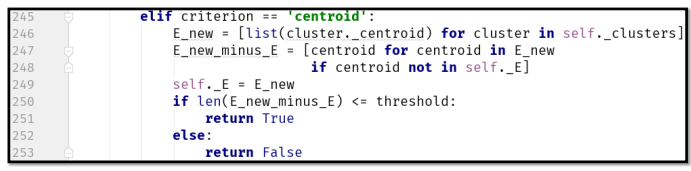 245 elif criterion == 'centroid':
246 E_new = [list(cluster._centroid) for cluster in self._clusters]
247 E_new_minus_E = [centroid for centroid in E_new
248 if centroid not in self._E]
249 self._E = E_new
250 if len(E_new_minus_E) <= threshold:
251 return True
252 else:
253 return False